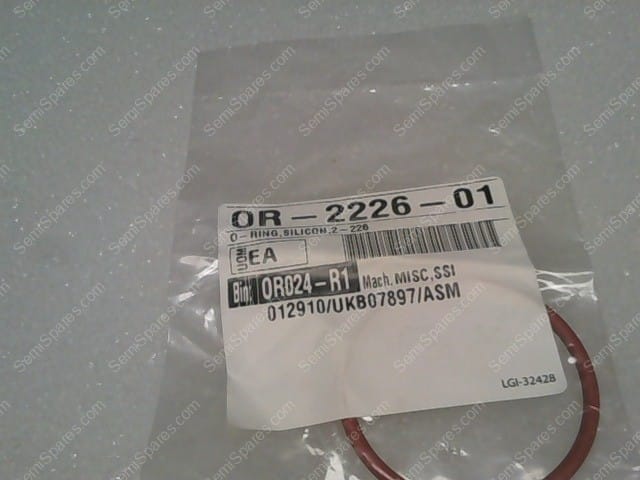 OR-2226-01
O-RING,SILICON,2-226
UOM EA
Bin: OR024-R1 Mach.MISC,SSI
012910/UKB07897/ASM
LGI-32428
SemiSpares.com